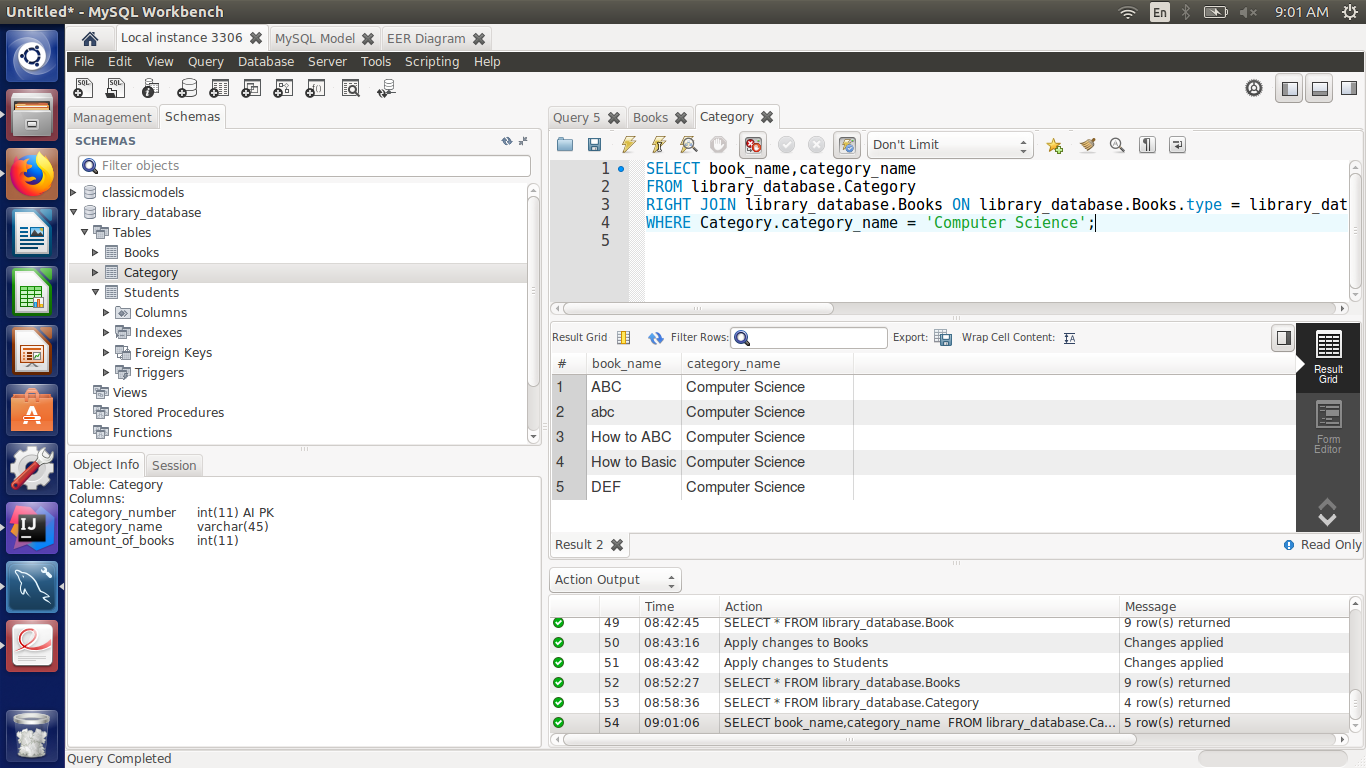 Untitled* - MySQL Workbench
En
9:01 AM
Local instance 3306
MySQL Model
EER Diagram
File Edit View Query Database Server Tools Scripting Help
Management
Schemas
SCHEMAS
Filter objects
classicmodels
library_database
Tables
Books
Category
Students
Columns
Indexes
Foreign Keys
Triggers
Views
Stored Procedures
Functions
Object Info
Session
Table: Category
Columns:
category_number int(11) AI PK
category_name varchar(45)
amount_of_books int(11)
Query 5
Books
Category
Don't Limit
1 SELECT book_name,category_name
2 FROM library_database.Category
3 RIGHT JOIN library_database.Books ON library_database.Books.type = library_dat
4 WHERE Category.category_name = 'Computer Science';
5
Result Grid
Filter Rows:
Export:
Wrap Cell Content:
# book_name category_name
1 ABC Computer Science
2 abc Computer Science
3 How to ABC Computer Science
4 How to Basic Computer Science
5 DEF Computer Science
Result
Grid
Form
Editor
Result 2
Read Only
Action Output
Time Action Message
49 08:42:45 SELECT * FROM library_database.Book 9 row(s) returned
50 08:43:16 Apply changes to Books Changes applied
51 08:43:42 Apply changes to Students Changes applied
52 08:52:27 SELECT * FROM library_database.Books 9 row(s) returned
53 08:58:36 SELECT * FROM library_database.Category 4 row(s) returned
54 09:01:06 SELECT book_name,category_name FROM library_database.Ca... 5 row(s) returned
Query Completed